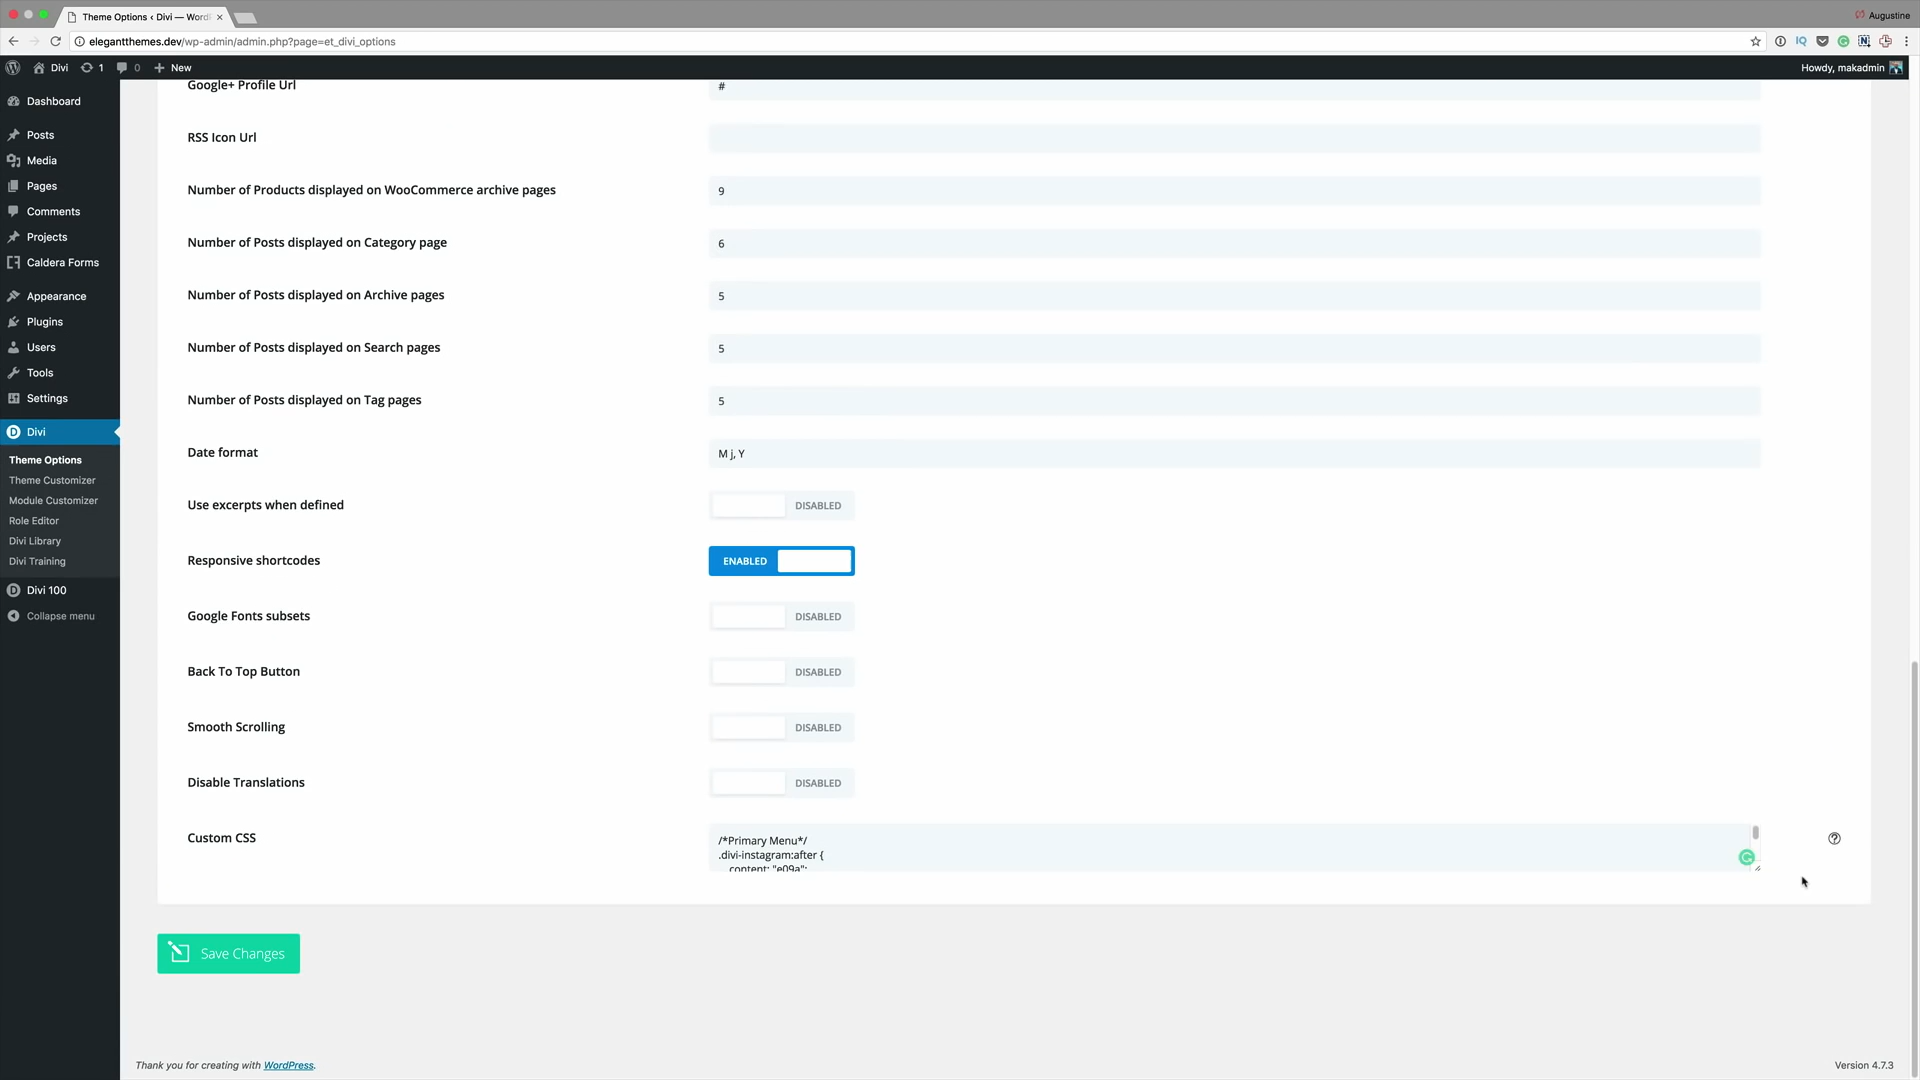 Theme Options ‹ Divi — Word
Augustine
elegantthemes.dev/wp-admin/admin.php?page=et_divi_options
Divi
1
0
New
Howdy, makadmin
Dashboard
Posts
Media
Pages
Comments
Projects
Caldera Forms
Appearance
Plugins
Users
Tools
Settings
Divi
Theme Options
Theme Customizer
Module Customizer
Role Editor
Divi Library
Divi Training
Divi 100
Collapse menu
Google+ Profile Url
#
RSS Icon Url
Number of Products displayed on WooCommerce archive pages
9
Number of Posts displayed on Category page
6
Number of Posts displayed on Archive pages
5
Number of Posts displayed on Search pages
5
Number of Posts displayed on Tag pages
5
Date format
M j, Y
Use excerpts when defined
DISABLED
Responsive shortcodes
ENABLED
Google Fonts subsets
DISABLED
Back To Top Button
DISABLED
Smooth Scrolling
DISABLED
Disable Translations
DISABLED
Custom CSS
/*Primary Menu*/
.divi-instagram:after {
content: "e09a";
Save Changes
Thank you for creating with WordPress.
Version 4.7.3